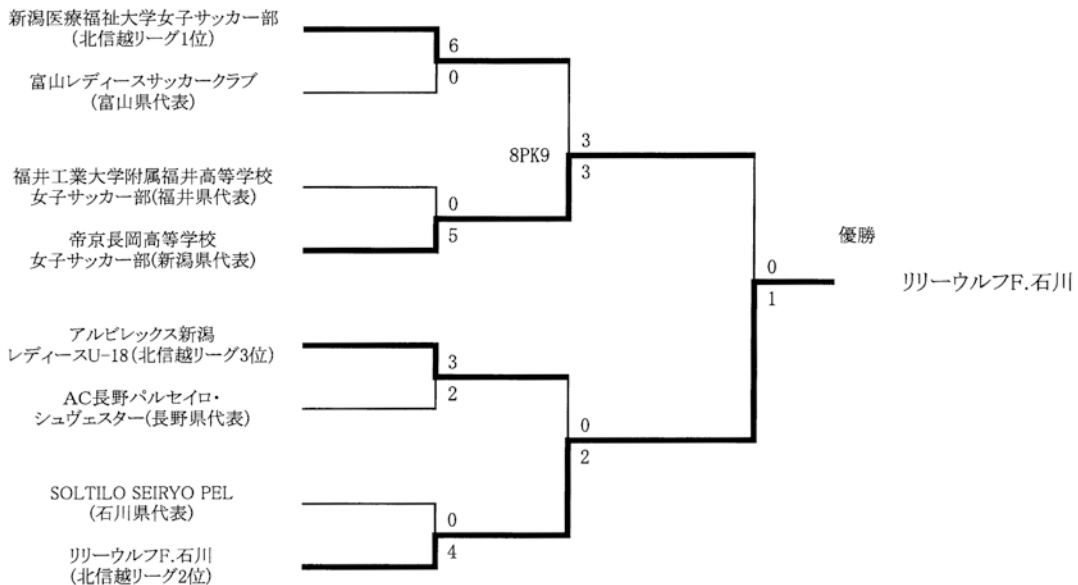 新潟医療福祉大学女子サッカー部
(北信越リーグ1位)
6
0
富山レディースサッカークラブ
(富山県代表)
8PK9
3
3
福井工業大学附属福井高等学校
女子サッカー部(福井県代表)
0
5
帝京長岡高等学校
女子サッカー部(新潟県代表)
優勝
0
1
リリーウルフF.石川
アルビレックス新潟
レディースU-18(北信越リーグ3位)
3
2
AC長野パルセイロ・
シュヴェスター(長野県代表)
0
2
SOLTILO SEIRYO PEL
(石川県代表)
0
4
リリーウルフF.石川
(北信越リーグ2位)